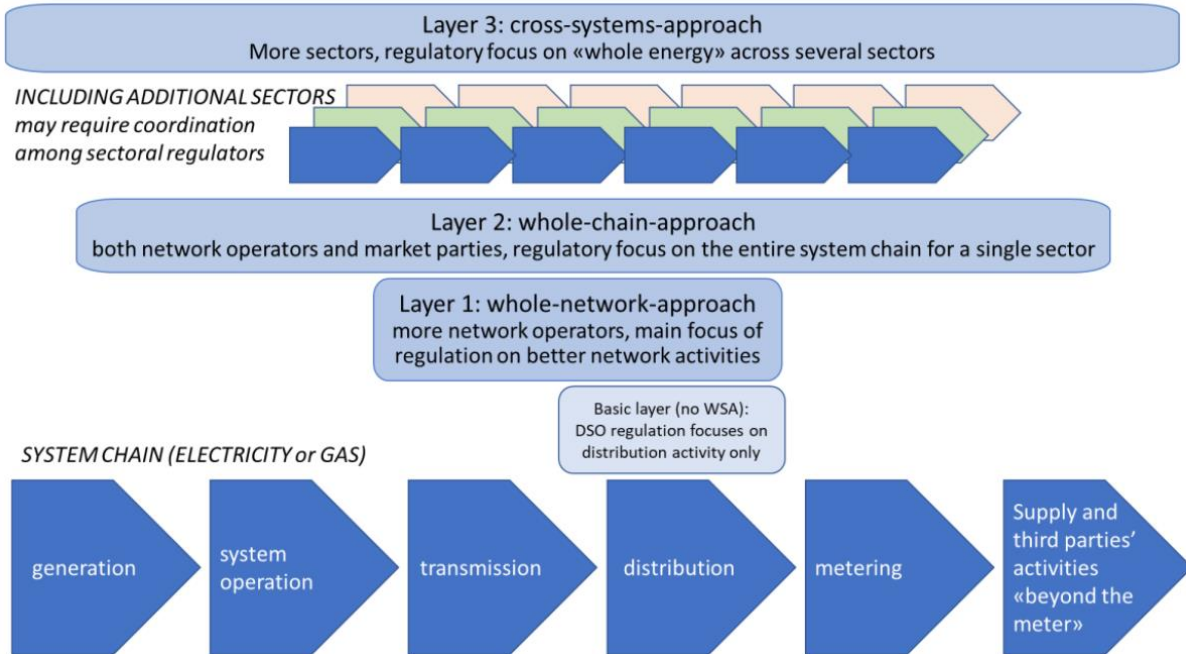 Layer 3: cross-systems-approach
More sectors, regulatory focus on «whole energy» across several sectors
INCLUDING ADDITIONAL SECTORS
may require coordination
among sectoral regulators
Layer 2: whole-chain-approach
both network operators and market parties, regulatory focus on the entire system chain for a single sector
Layer 1: whole-network-approach
more network operators, main focus of
regulation on better network activities
Basic layer (no WSA):
DSO regulation focuses on
distribution activity only
SYSTEM CHAIN (ELECTRICITY or GAS)
generation
system
operation
transmission
distribution
metering
Supply and
third parties’
activities
«beyond the
meter»